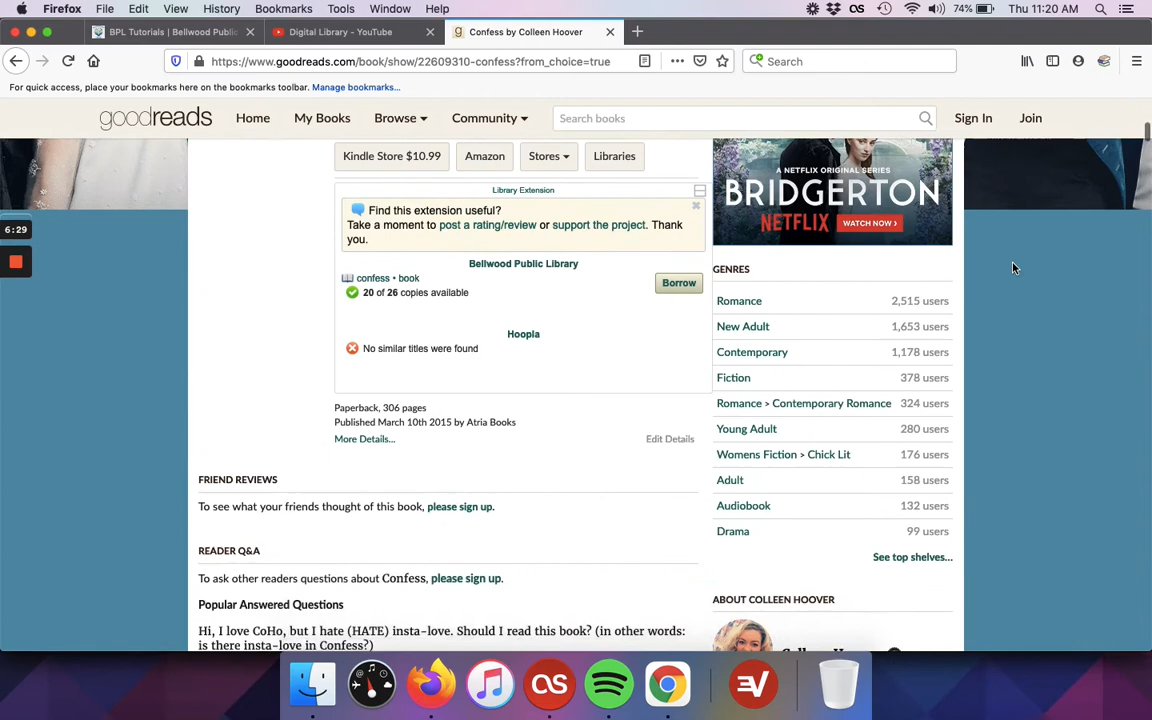 Firefox File Edit View History Bookmarks Tools Window Help 74% Thu 11:20 AM
BPL Tutorials | Bellwood Public Digital Library - YouTube g Confess by Colleen Hoover
https://www.goodreads.com/book/show/22609310-confess?from_choice=true Search
For quick access, place your bookmarks here on the bookmarks toolbar. Manage bookmarks...
goodreads Home My Books Browse Community Search books Sign In Join
Kindle Store $10.99 Amazon Stores Libraries
Library Extension
Find this extension useful?
Take a moment to post a rating/review or support the project. Thank
you.
Bellwood Public Library
confess • book
20 of 26 copies available
Borrow
Hoopla
No similar titles were found
Paperback, 306 pages
Published March 10th 2015 by Atria Books
More Details... Edit Details
FRIEND REVIEWS
To see what your friends thought of this book, please sign up.
READER Q&A
To ask other readers questions about Confess, please sign up.
Popular Answered Questions
Hi, I love CoHo, but I hate (HATE) insta-love. Should I read this book? (in other words:
is there insta-love in Confess?)
A NETFLIX ORIGINAL SERIES
BRIDGERTON
NETFLIX WATCH NOW >
GENRES
Romance 2,515 users
New Adult 1,653 users
Contemporary 1,178 users
Fiction 378 users
Romance > Contemporary Romance 324 users
Young Adult 280 users
Womens Fiction > Chick Lit 176 users
Adult 158 users
Audiobook 132 users
Drama 99 users
See top shelves...
ABOUT COLLEEN HOOVER
6:29